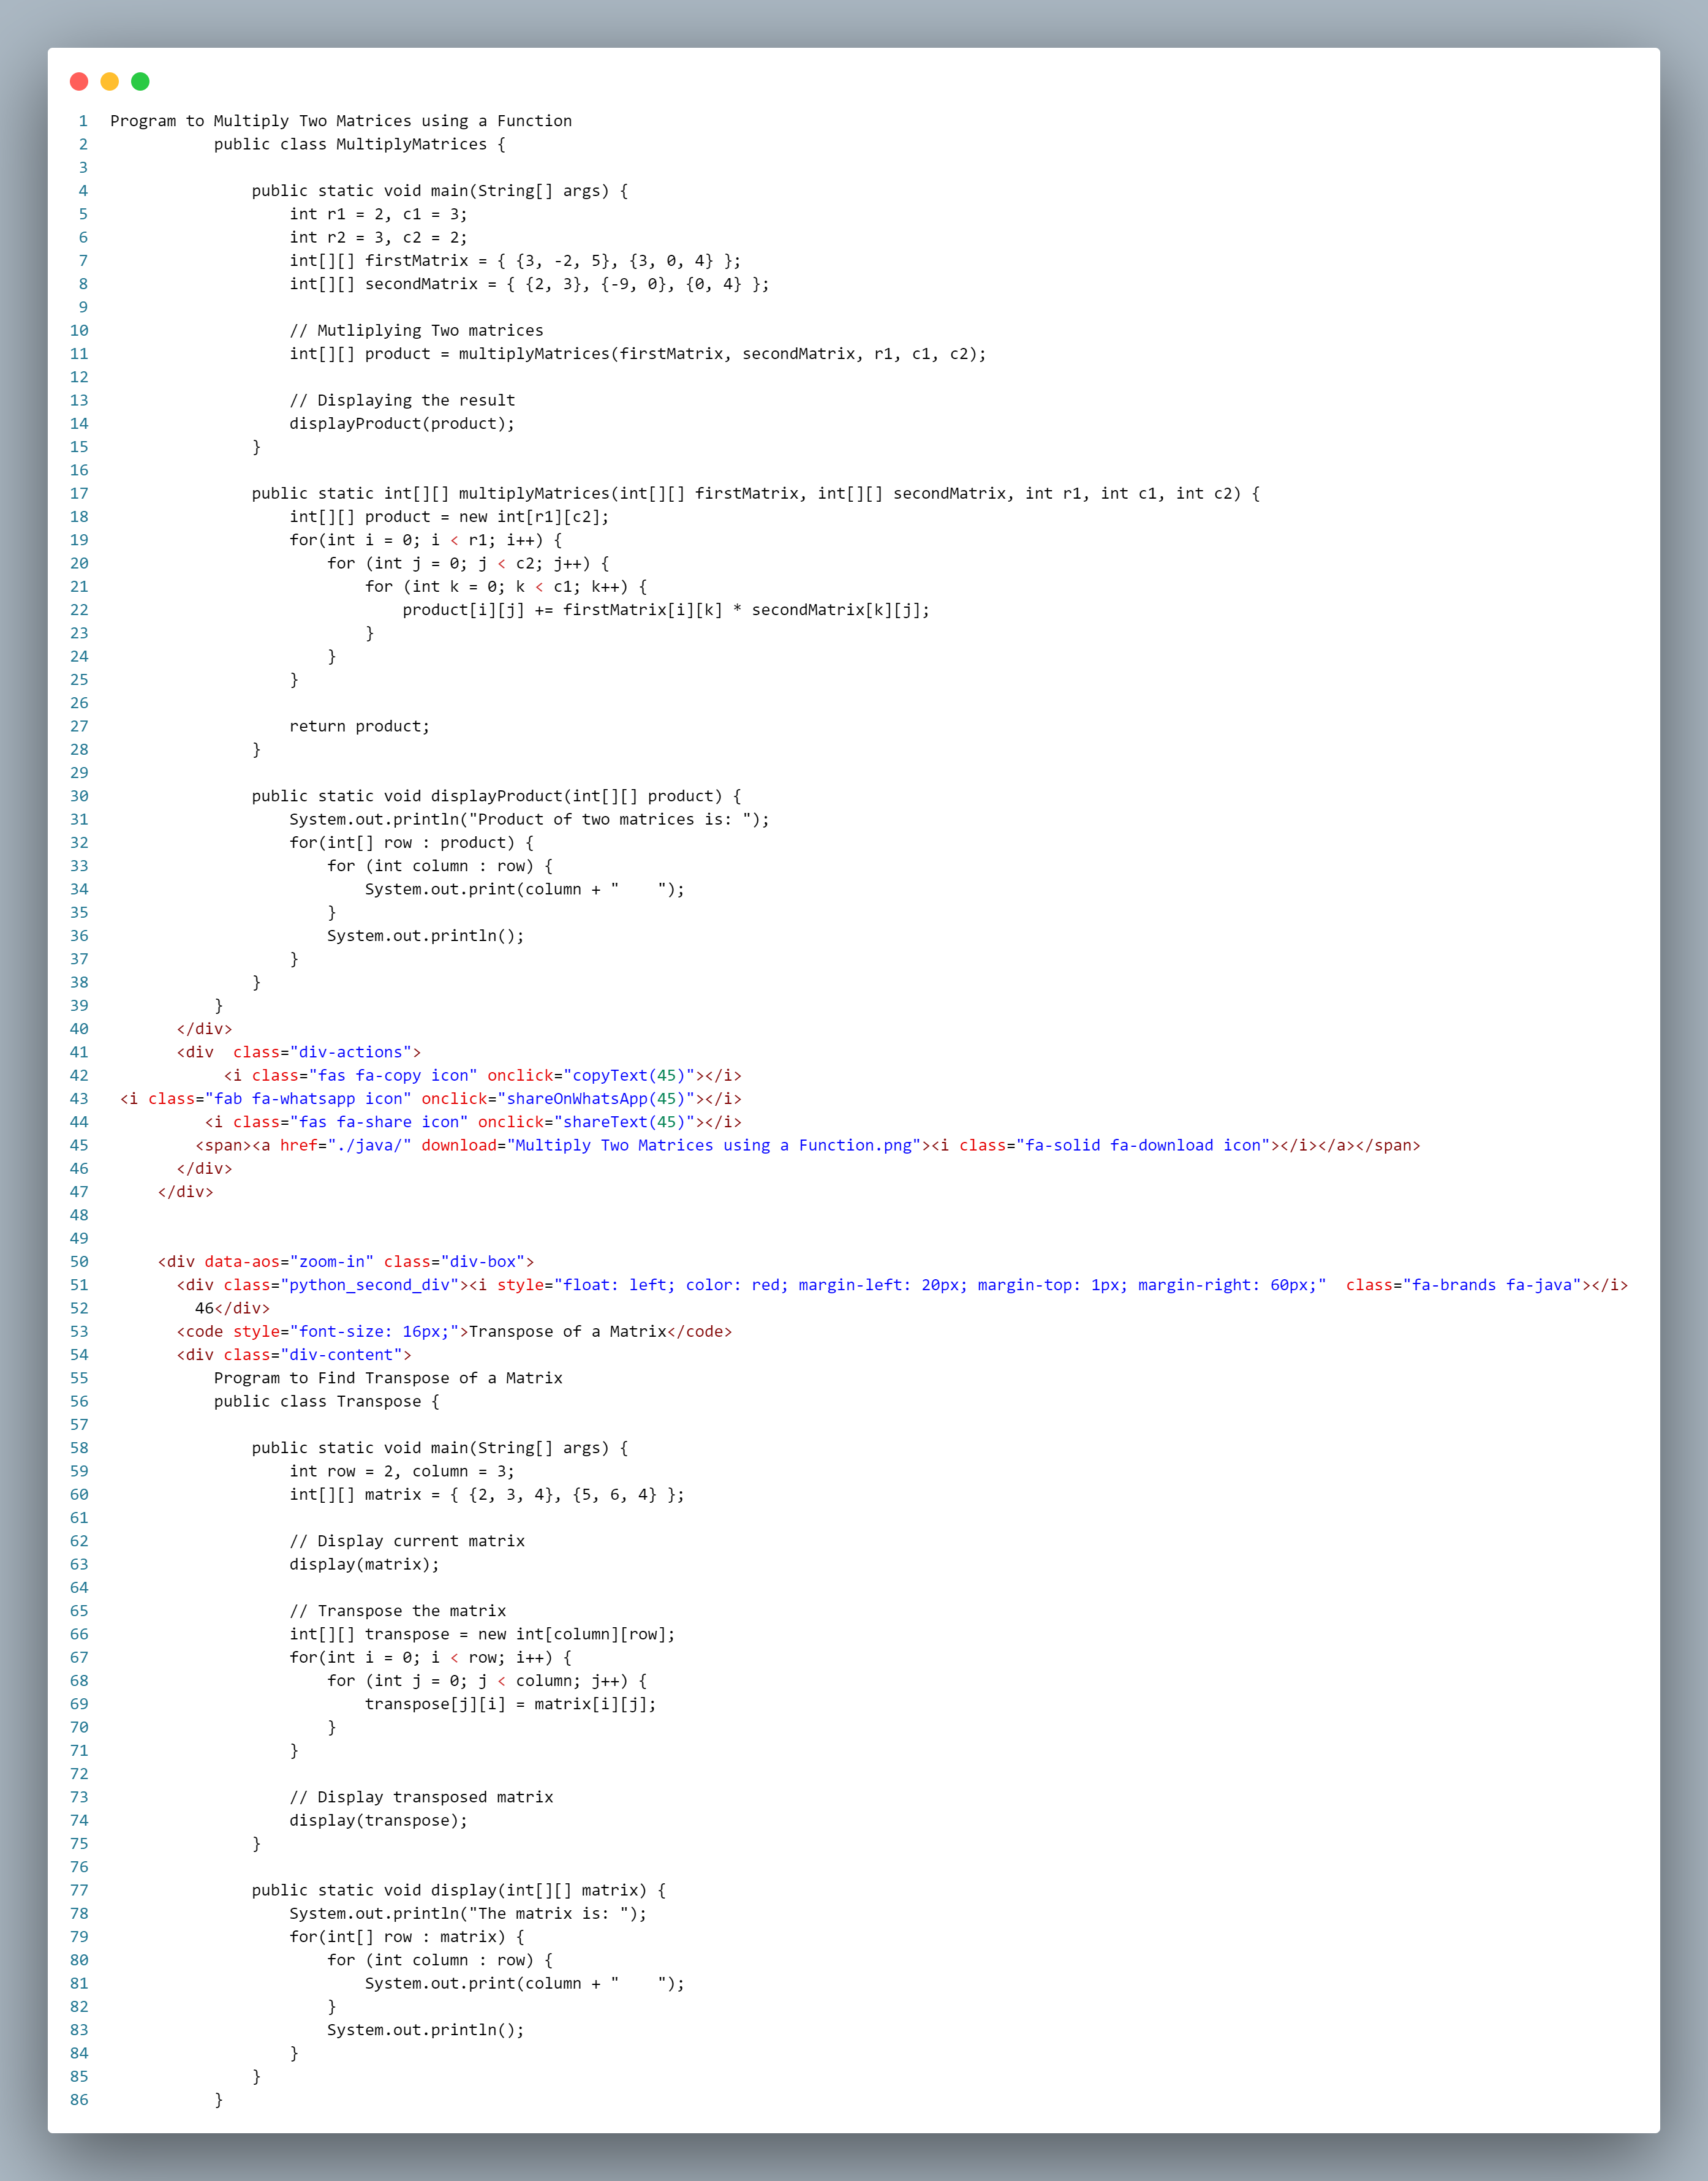 1 Program to Multiply Two Matrices using a Function
2 public class MultiplyMatrices {
3
4 public static void main(String[] args) {
5 int r1 = 2, c1 = 3;
6 int r2 = 3, c2 = 2;
7 int[][] firstMatrix = { {3, -2, 5}, {3, 0, 4} };
8 int[][] secondMatrix = { {2, 3}, {-9, 0}, {0, 4} };
9
10 // Mutliplying Two matrices
11 int[][] product = multiplyMatrices(firstMatrix, secondMatrix, r1, c1, c2);
12
13 // Displaying the result
14 displayProduct(product);
15 }
16
17 public static int[][] multiplyMatrices(int[][] firstMatrix, int[][] secondMatrix, int r1, int c1, int c2) {
18 int[][] product = new int[r1][c2];
19 for(int i = 0; i < r1; i++) {
20 for (int j = 0; j < c2; j++) {
21 for (int k = 0; k < c1; k++) {
22 product[i][j] += firstMatrix[i][k] * secondMatrix[k][j];
23 }
24 }
25 }
26
27 return product;
28 }
29
30 public static void displayProduct(int[][] product) {
31 System.out.println("Product of two matrices is: ");
32 for(int[] row : product) {
33 for (int column : row) {
34 System.out.print(column + "    ");
35 }
36 System.out.println();
37 }
38 }
39 }
40 </div>
41 <div  class="div-actions">
42 <i class="fas fa-copy icon" onclick="copyText(45)"></i>
43 <i class="fab fa-whatsapp icon" onclick="shareOnWhatsApp(45)"></i>
44 <i class="fas fa-share icon" onclick="shareText(45)"></i>
45 <span><a href="./java/" download="Multiply Two Matrices using a Function.png"><i class="fa-solid fa-download icon"></i></a></span>
46 </div>
47 </div>
48
49
50 <div data-aos="zoom-in" class="div-box">
51 <div class="python_second_div"><i style="float: left; color: red; margin-left: 20px; margin-top: 1px; margin-right: 60px;"  class="fa-brands fa-java"></i>
52 46</div>
53 <code style="font-size: 16px;">Transpose of a Matrix</code>
54 <div class="div-content">
55 Program to Find Transpose of a Matrix
56 public class Transpose {
57
58 public static void main(String[] args) {
59 int row = 2, column = 3;
60 int[][] matrix = { {2, 3, 4}, {5, 6, 4} };
61
62 // Display current matrix
63 display(matrix);
64
65 // Transpose the matrix
66 int[][] transpose = new int[column][row];
67 for(int i = 0; i < row; i++) {
68 for (int j = 0; j < column; j++) {
69 transpose[j][i] = matrix[i][j];
70 }
71 }
72
73 // Display transposed matrix
74 display(transpose);
75 }
76
77 public static void display(int[][] matrix) {
78 System.out.println("The matrix is: ");
79 for(int[] row : matrix) {
80 for (int column : row) {
81 System.out.print(column + "    ");
82 }
83 System.out.println();
84 }
85 }
86 }